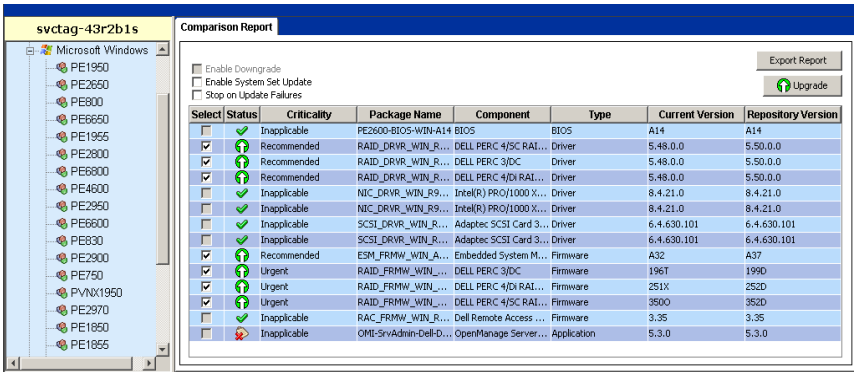 svctag-43r2b1s
Microsoft Windows
PE1950
PE2650
PE800
PE6650
PE1955
PE2800
PE6800
PE4600
PE2950
PE6600
PE830
PE2900
PE750
PVNX1950
PE2970
PE1850
PE1855
Comparison Report
Export Report
Enable Downgrade
Enable System Set Update
Upgrade
Stop on Update Failures
Select Status Criticality Package Name Component Type Current Version Repository Version
Inapplicable PE2600-BIOS-WIN-A14 BIOS BIOS A14 A14
Recommended RAID_DRVR_WIN_R... DELL PERC 4/SC RAI... Driver 5.48.0.0 5.50.0.0
Recommended RAID_DRVR_WIN_R... DELL PERC 3/DC Driver 5.48.0.0 5.50.0.0
Recommended RAID_DRVR_WIN_R... DELL PERC 4/Di RAI... Driver 5.48.0.0 5.50.0.0
Inapplicable NIC_DRVR_WIN_R9... Intel(R) PRO/1000 X... Driver 8.4.21.0 8.4.21.0
Inapplicable NIC_DRVR_WIN_R9... Intel(R) PRO/1000 X... Driver 8.4.21.0 8.4.21.0
Inapplicable SCSI_DRVR_WIN_R... Adaptec SCSI Card 3... Driver 6.4.630.101 6.4.630.101
Inapplicable SCSI_DRVR_WIN_R... Adaptec SCSI Card 3... Driver 6.4.630.101 6.4.630.101
Recommended ESM_FRMW_WIN_A... Embedded System M... Firmware A32 A37
Urgent RAID_FRMW_WIN_... DELL PERC 3/DC Firmware 196T 199D
Urgent RAID_FRMW_WIN_... DELL PERC 4/Di RAI... Firmware 251X 252D
Urgent RAID_FRMW_WIN_... DELL PERC 4/SC RAI... Firmware 350O 352D
Inapplicable RAC_FRMW_WIN_R... Dell Remote Access ... Firmware 3.35 3.35
Inapplicable OMI-SrvAdmin-Dell-D... OpenManage Server... Application 5.3.0 5.3.0